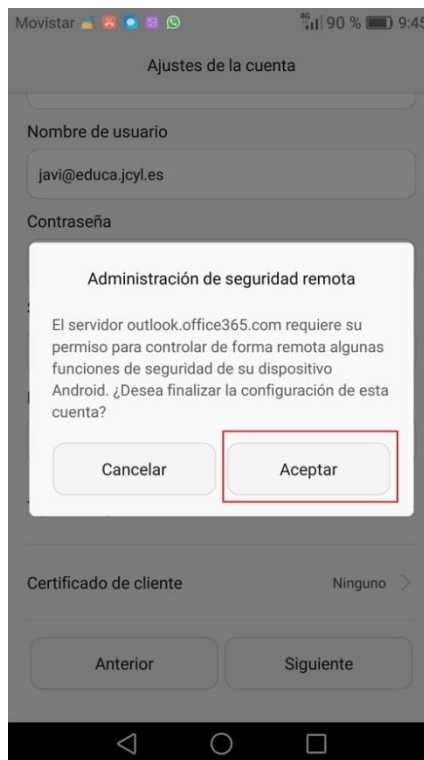 Movistar 4G 90 % 9:45
Ajustes de la cuenta
Nombre de usuario
javi@educa.jcyl.es
Contraseña
Administración de seguridad remota
El servidor outlook.office365.com requiere su
permiso para controlar de forma remota algunas
funciones de seguridad de su dispositivo
Android. ¿Desea finalizar la configuración de esta
cuenta?
Cancelar Aceptar
Certificado de cliente Ninguno
Anterior Siguiente